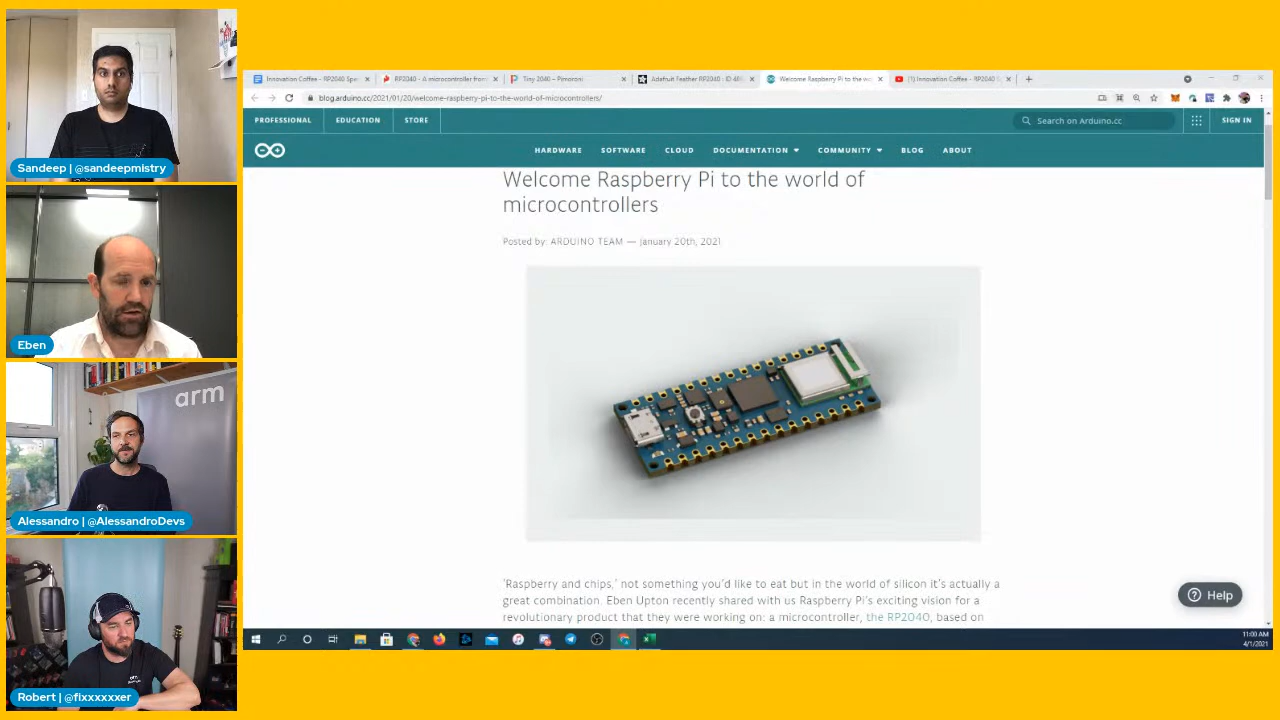 Sandeep | @sandeepmistry
Eben
arm
Alessandro | @AlessandroDevs
arm
Robert | @fixxxxxxer
Innovation Coffee - RP2040 Spe
RP2040 - A microcontroller from
Tiny 2040 – Pimoroni
Adafruit Feather RP2040 : ID 48
Welcome Raspberry Pi to the wo
(1) Innovation Coffee - RP2040 S
blog.arduino.cc/2021/01/20/welcome-raspberry-pi-to-the-world-of-microcontrollers/
PROFESSIONAL EDUCATION STORE
Search on Arduino.cc
SIGN IN
HARDWARE SOFTWARE CLOUD DOCUMENTATION COMMUNITY BLOG ABOUT
Welcome Raspberry Pi to the world of
microcontrollers
Posted by: ARDUINO TEAM — January 20th, 2021
'Raspberry and chips,' not something you'd like to eat but in the world of silicon it's actually a
great combination. Eben Upton recently shared with us Raspberry Pi's exciting vision for a
revolutionary product that they were working on: a microcontroller, the RP2040, based on
Help
11:00 AM
4/1/2021